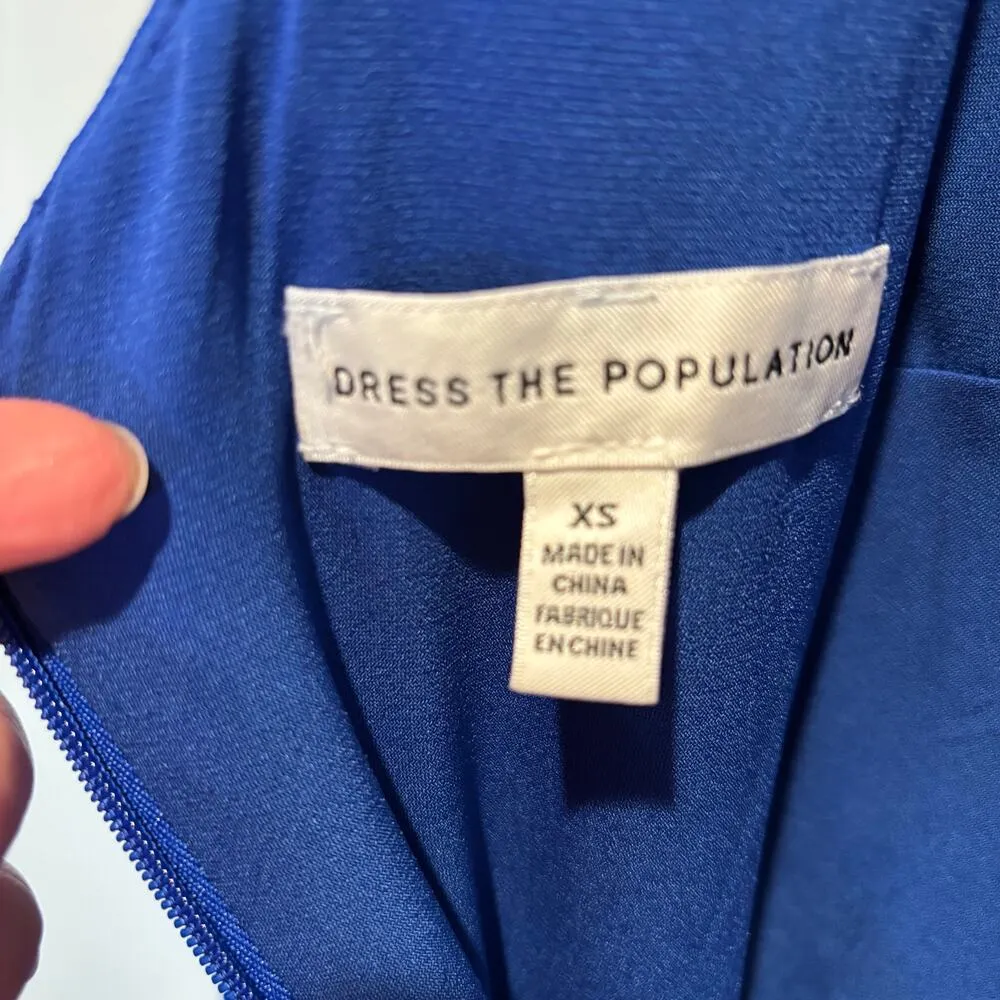 DRESS THE POPULATION
XS
MADE IN
CHINA
FABRIQUE
EN CHINE